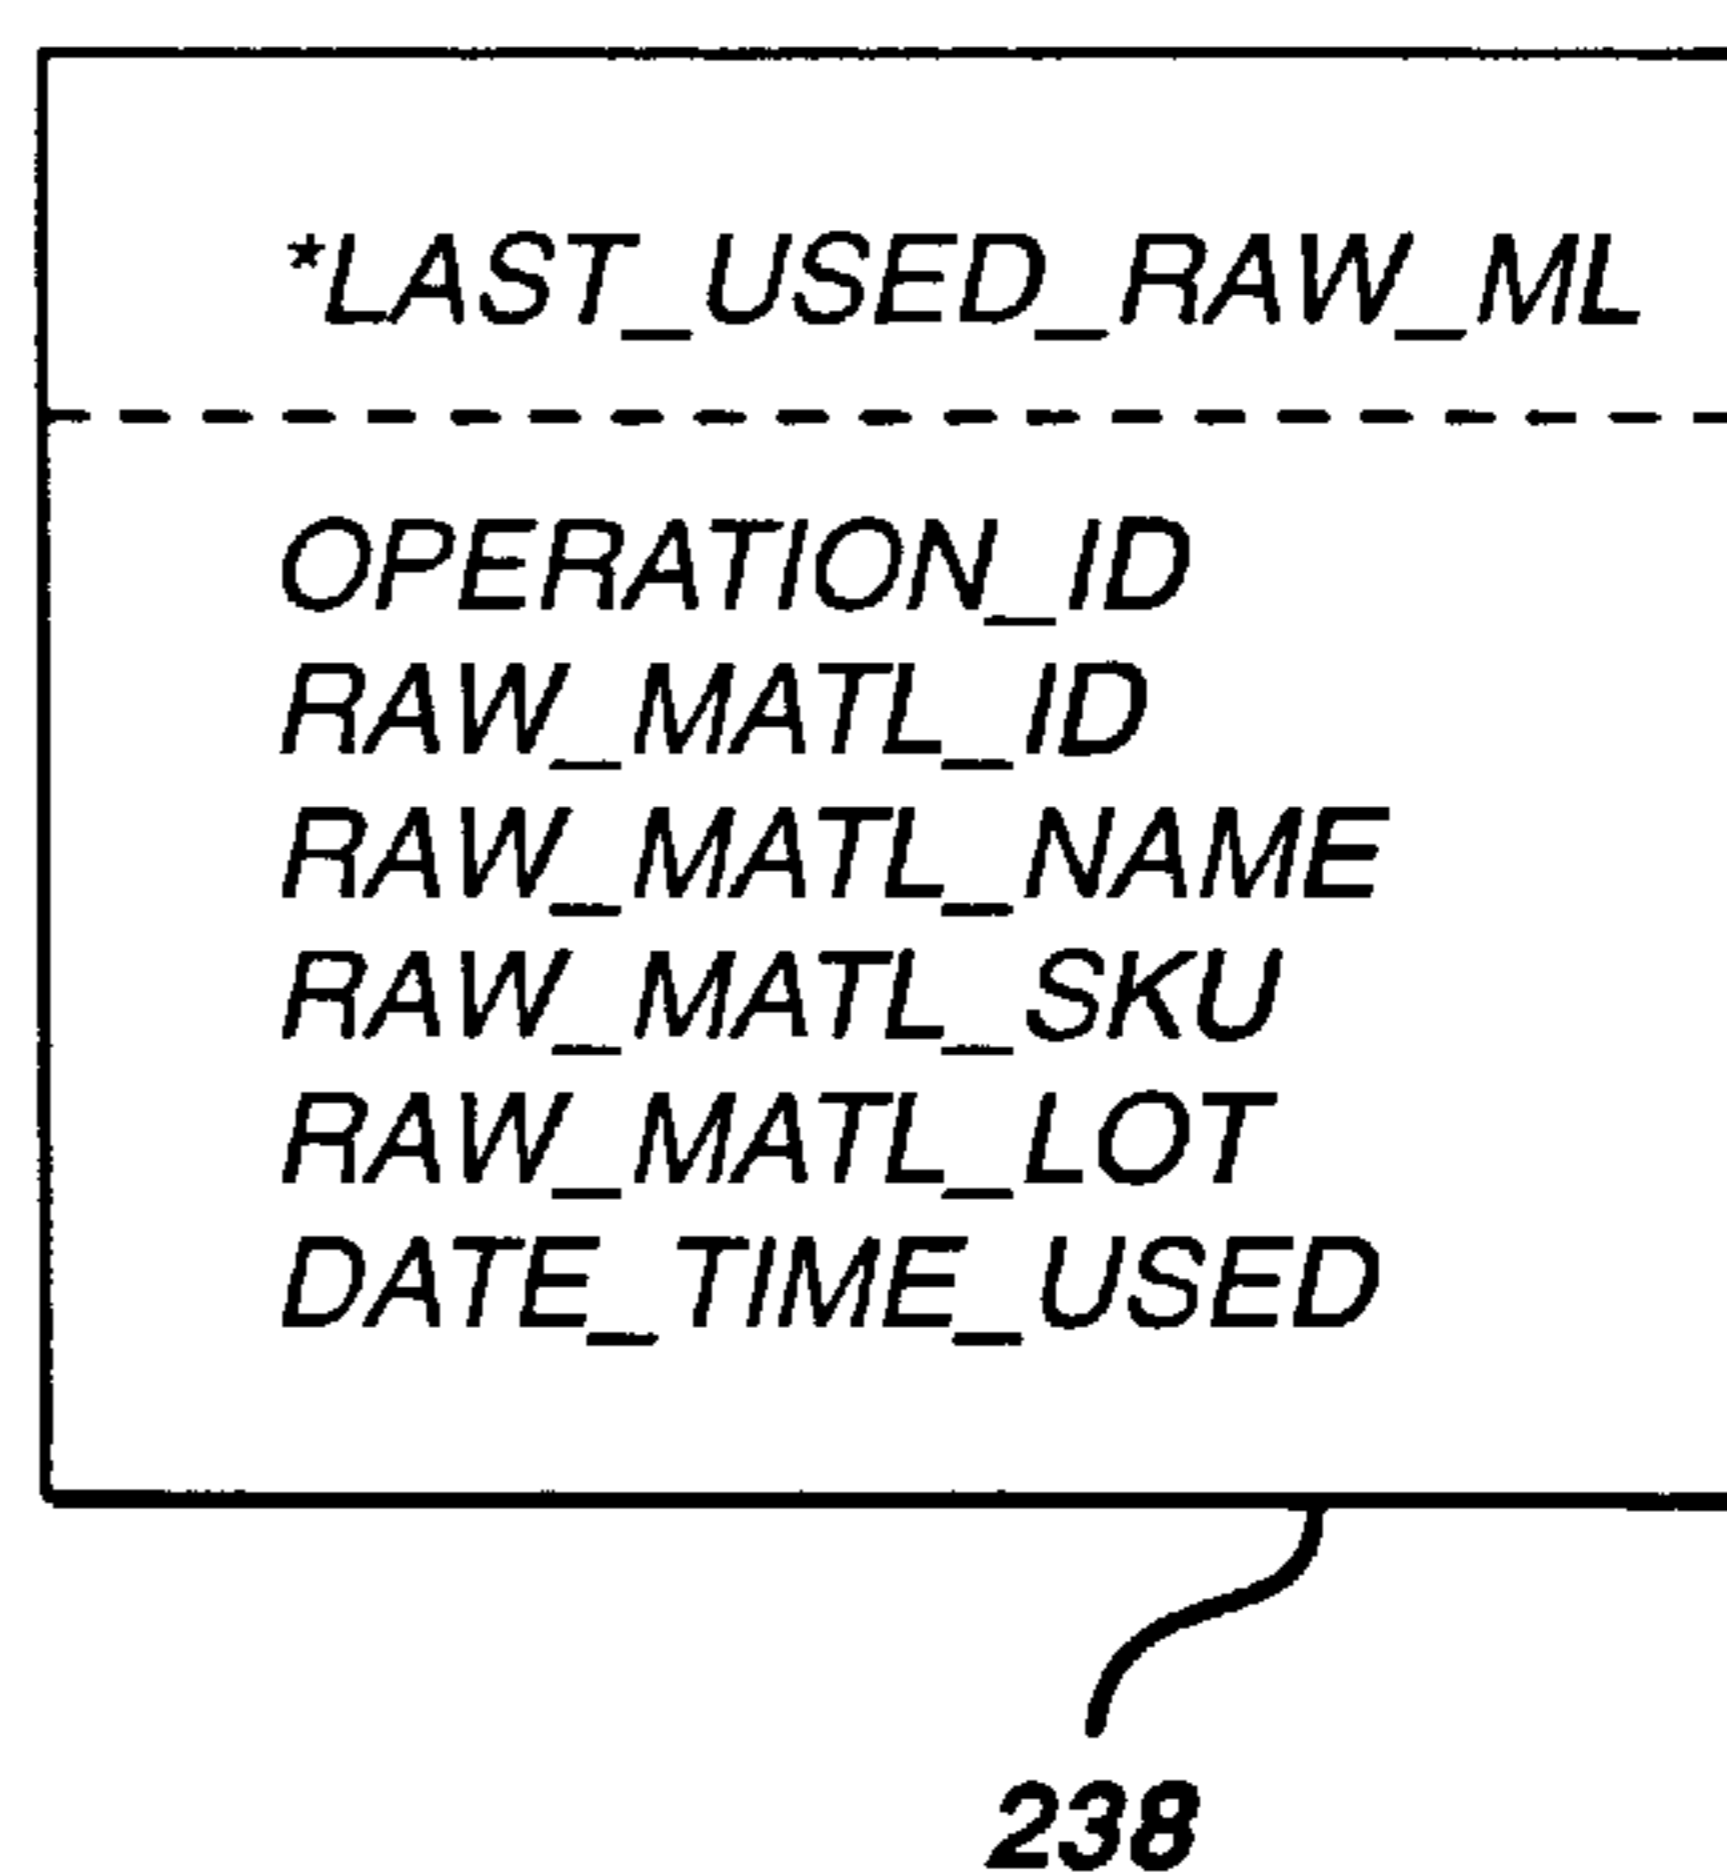 *LAST_USED_RAW_ML
OPERATION_ID
RAW_MATL_ID
RAW_MATL_NAME
RAW_MATL_SKU
RAW_MATL_LOT
DATE_TIME_USED
238